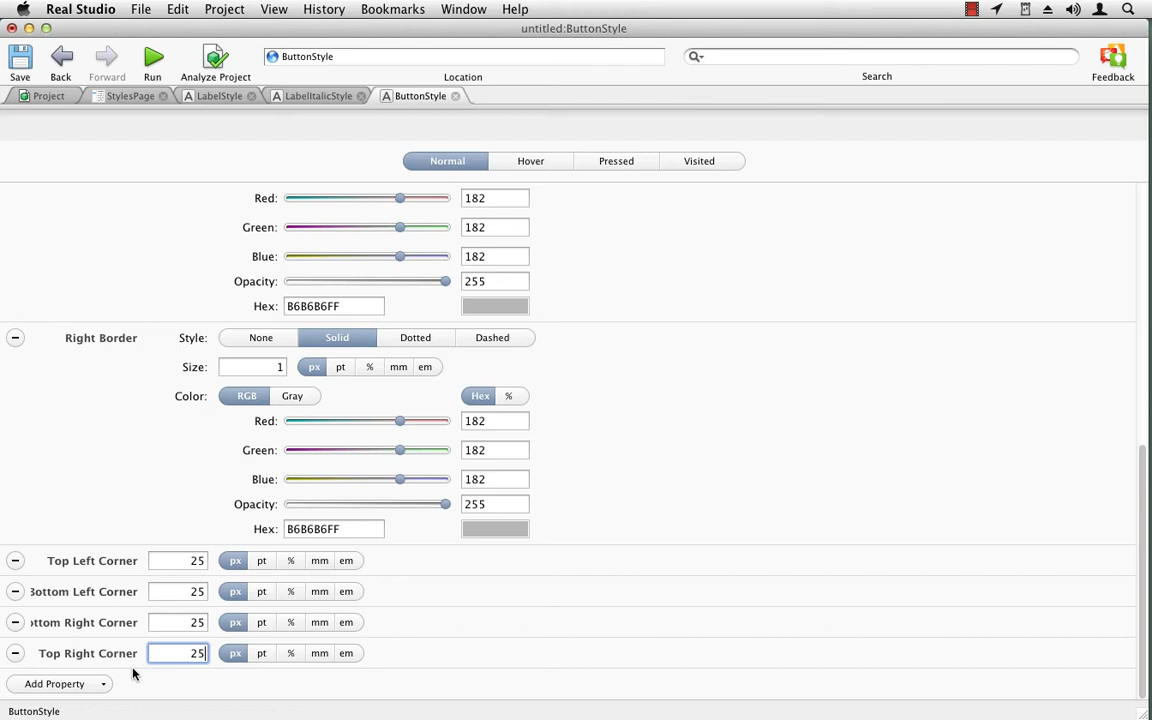 Real Studio File Edit Project View History Bookmarks Window Help
untitled:ButtonStyle
ButtonStyle
Save Back Forward Run Analyze Project Location Search Feedback
Project StylesPage LabelStyle LabelItalicStyle ButtonStyle
Normal Hover Pressed Visited
Red: 182
Green: 182
Blue: 182
Opacity: 255
Hex: B6B6B6FF
Right Border Style: None Solid Dotted Dashed
Size: 1 px pt % mm em
Color: RGB Gray Hex %
Red: 182
Green: 182
Blue: 182
Opacity: 255
Hex: B6B6B6FF
Top Left Corner 25 px pt % mm em
Bottom Left Corner 25 px pt % mm em
ottom Right Corner 25 px pt % mm em
Top Right Corner 25 px pt % mm em
Add Property
ButtonStyle